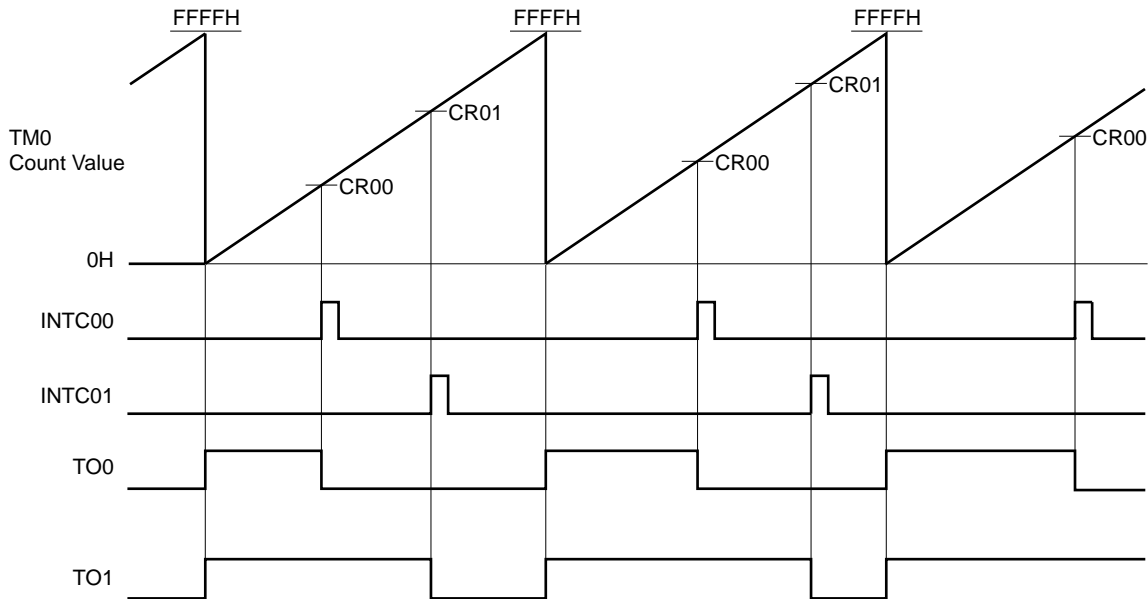 FFFFH
FFFFH
FFFFH
CR01
CR01
TM0
Count Value
CR00
CR00
CR00
0H
INTC00
INTC01
TO0
TO1